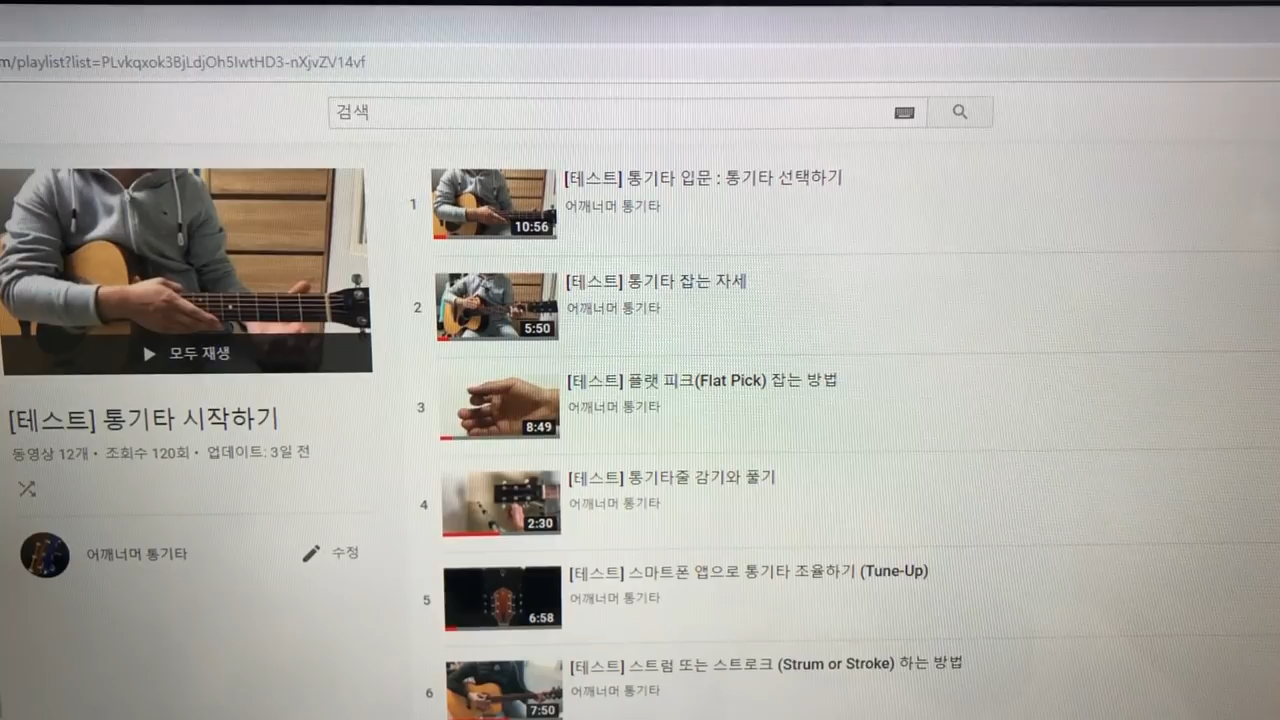 m/playlist?list=PLvkqxok3BjLdjOh5IwtHD3-nXjvZV14vf
검색
모두 재생
[테스트] 통기타 시작하기
동영상 12개 • 조회수 120회 • 업데이트: 3일 전
어깨너머 통기타
수정
1
10:56
[테스트] 통기타 입문 : 통기타 선택하기
어깨너머 통기타
2
5:50
[테스트] 통기타 잡는 자세
어깨너머 통기타
3
8:49
[테스트] 플랫 피크(Flat Pick) 잡는 방법
어깨너머 통기타
4
2:30
[테스트] 통기타줄 감기와 풀기
어깨너머 통기타
5
6:58
[테스트] 스마트폰 앱으로 통기타 조율하기 (Tune-Up)
어깨너머 통기타
6
7:50
[테스트] 스트럼 또는 스트로크 (Strum or Stroke) 하는 방법
어깨너머 통기타